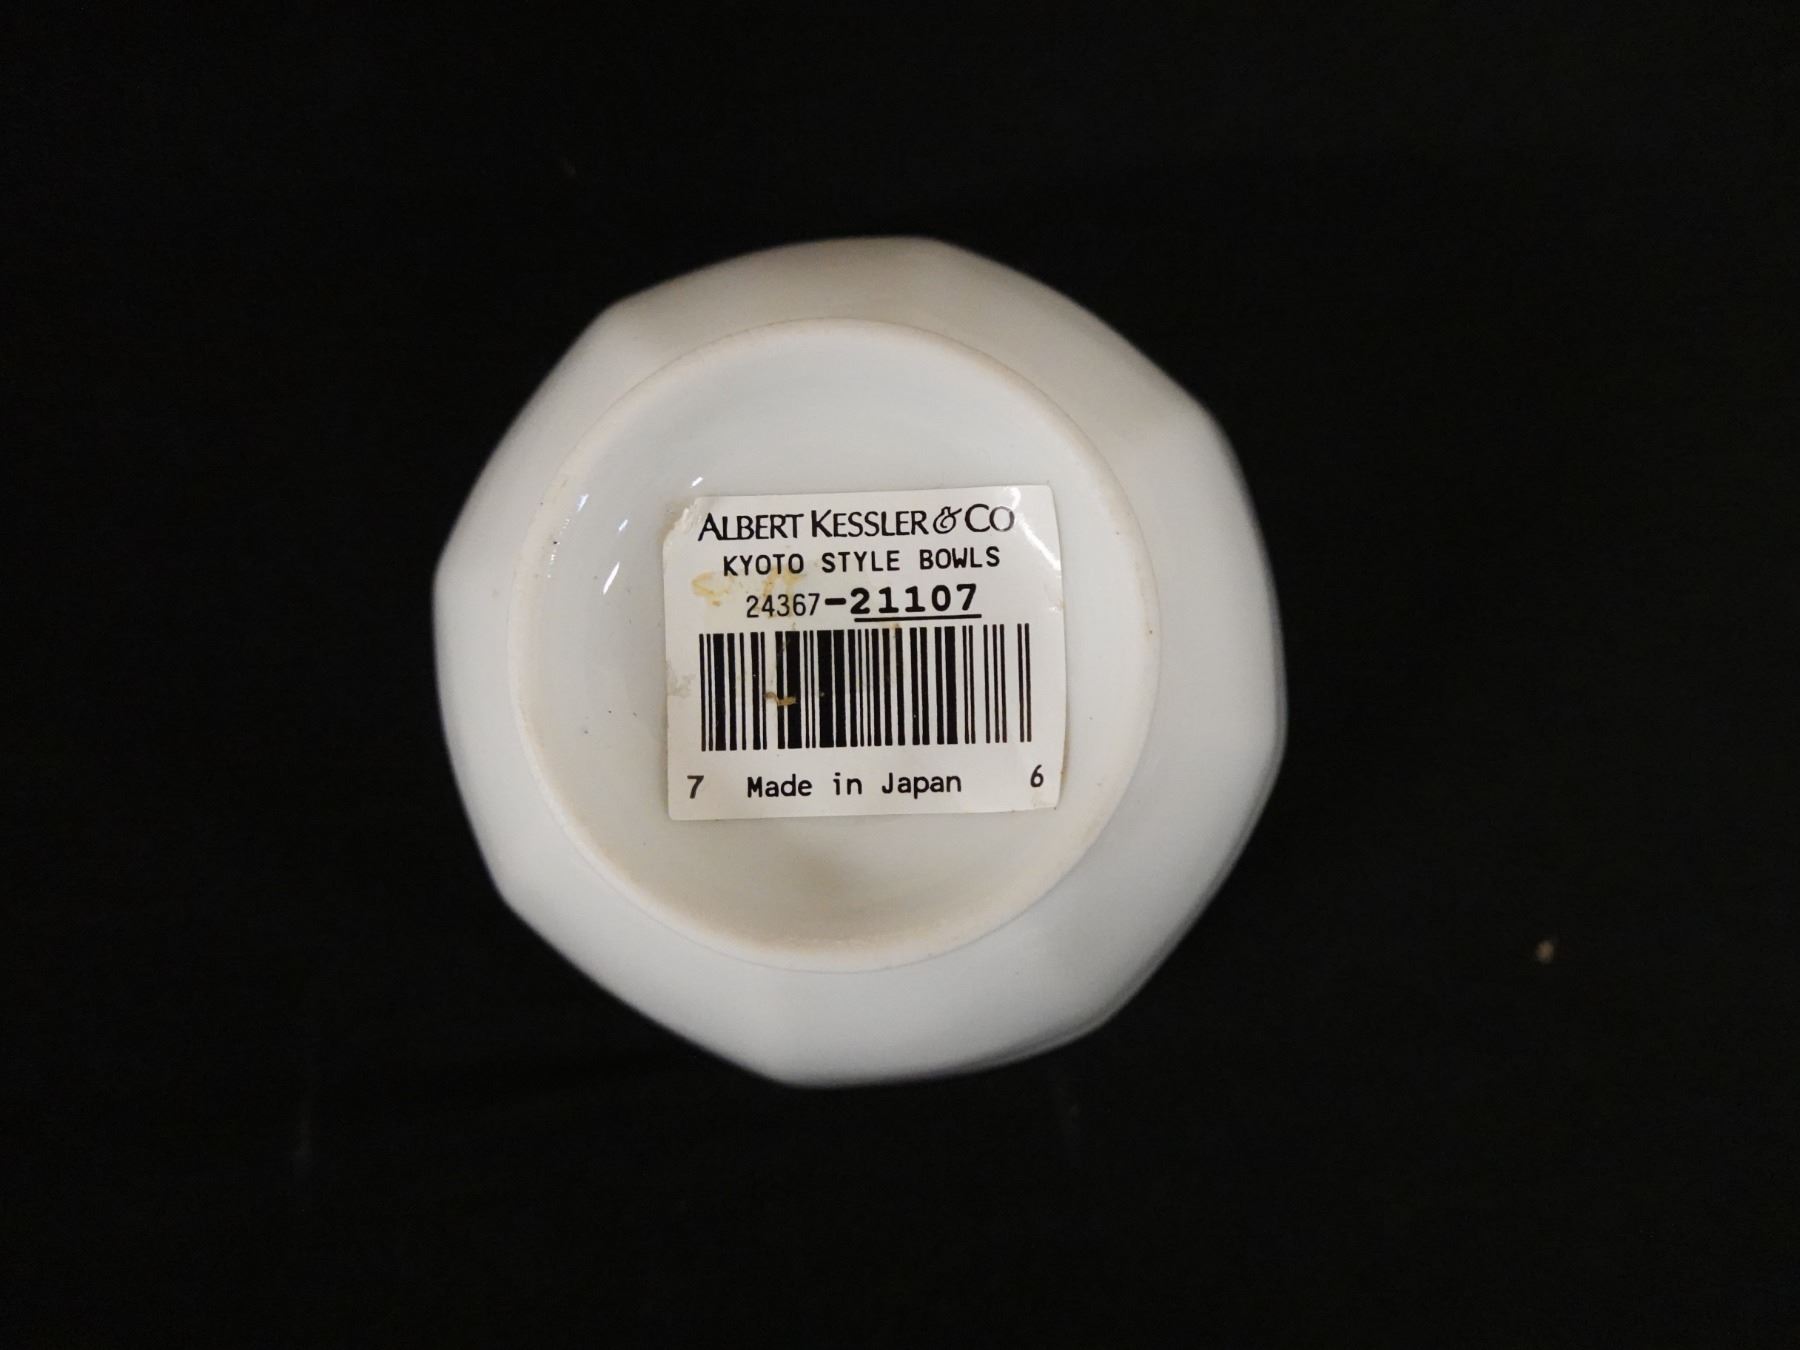 ALBERT KESSLER & CO
KYOTO STYLE BOWLS
24367-21107
7 Made in Japan 6